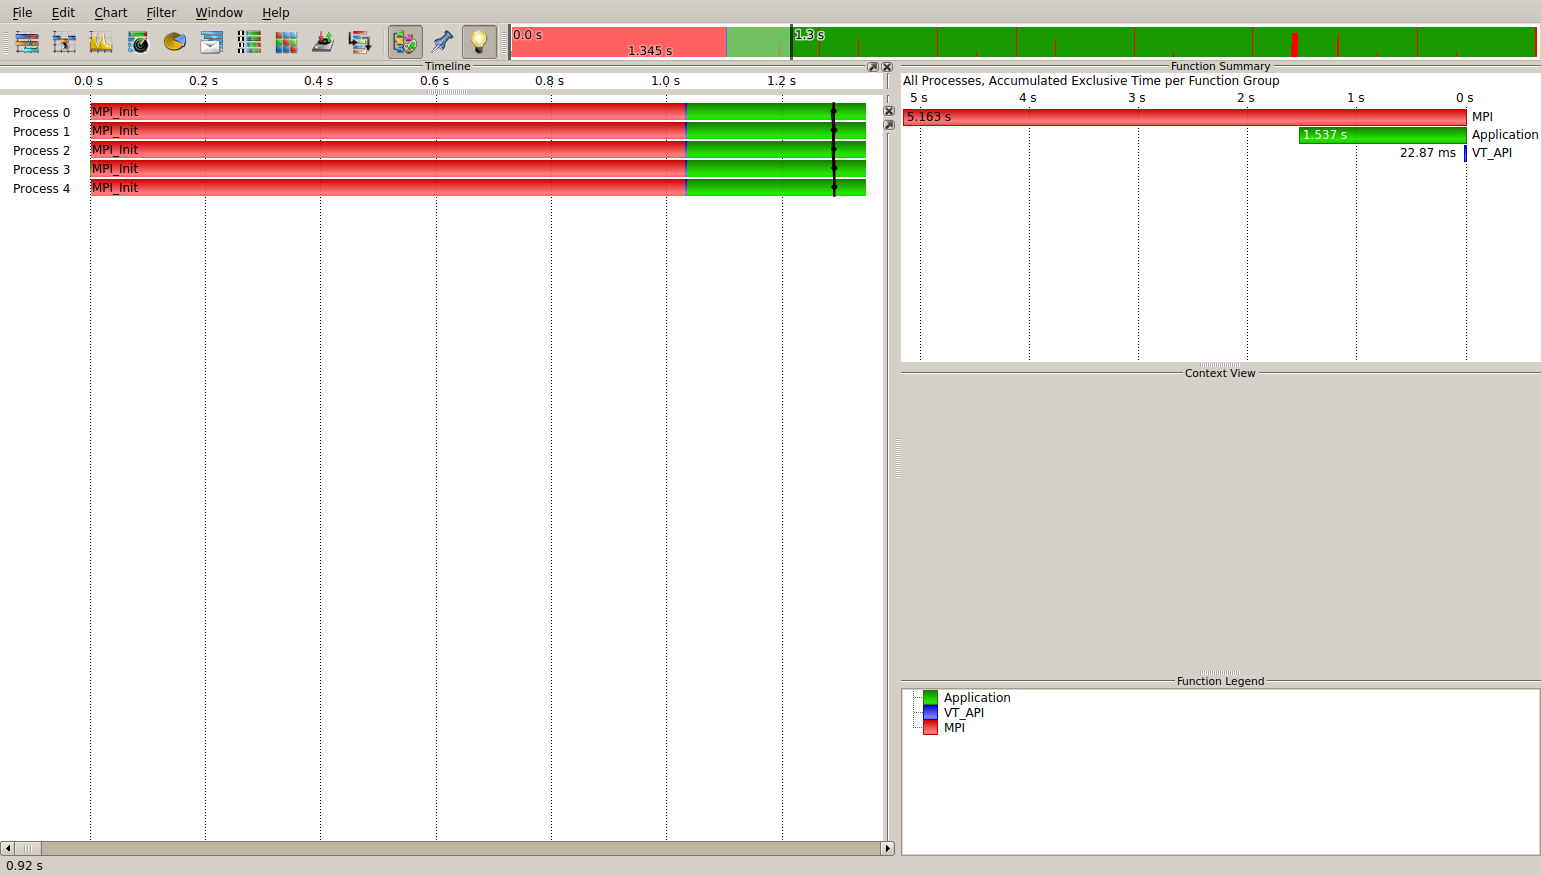 File Edit Chart Filter Window Help
0.0 s
1.345 s
1.3 s
Timeline
0.0 s 0.2 s 0.4 s 0.6 s 0.8 s 1.0 s 1.2 s
Process 0 MPI_Init
Process 1 MPI_Init
Process 2 MPI_Init
Process 3 MPI_Init
Process 4 MPI_Init
Function Summary
All Processes, Accumulated Exclusive Time per Function Group
5 s 4 s 3 s 2 s 1 s 0 s
5.163 s MPI
1.537 s Application
22.87 ms VT_API
Context View
Function Legend
Application
VT_API
MPI
0.92 s